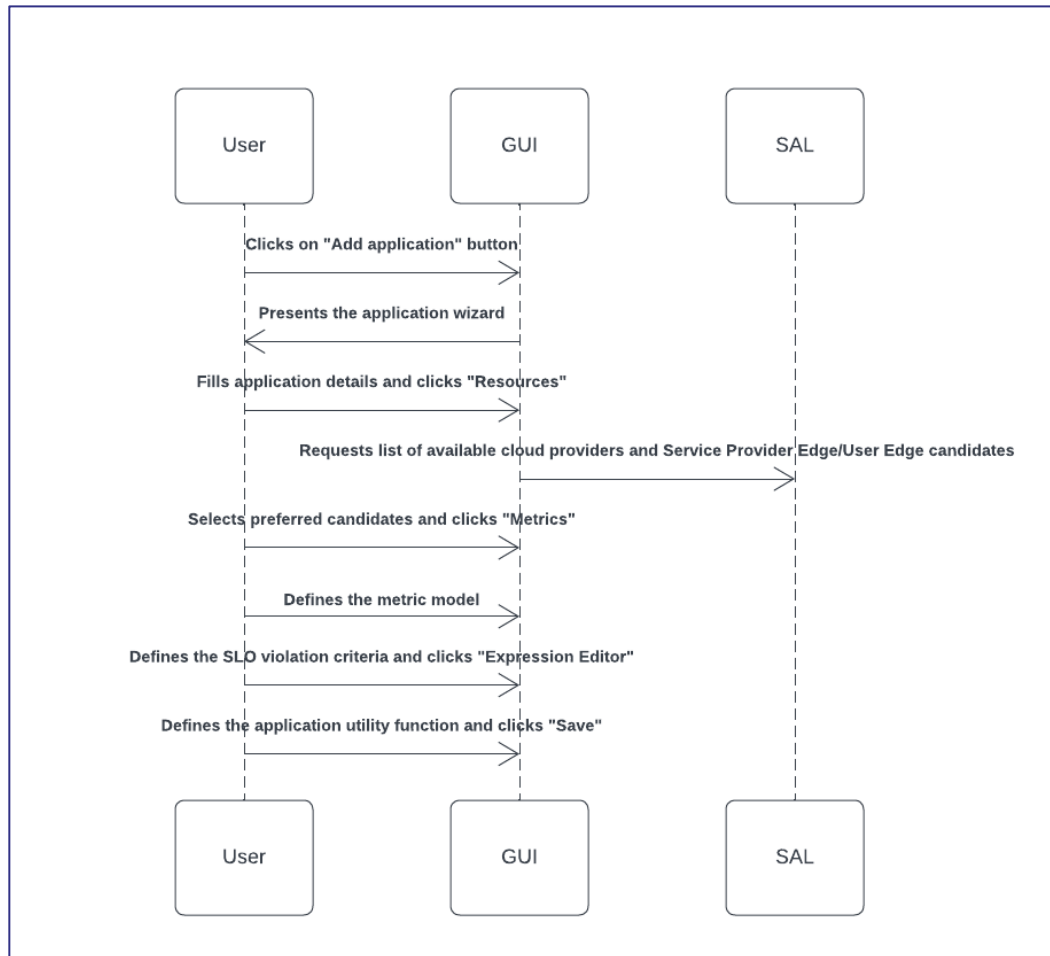 User
GUI
SAL
Clicks on "Add application" button
Presents the application wizard
Fills application details and clicks "Resources"
Requests list of available cloud providers and Service Provider Edge/User Edge candidates
Selects preferred candidates and clicks "Metrics"
Defines the metric model
Defines the SLO violation criteria and clicks "Expression Editor"
Defines the application utility function and clicks "Save"
User
GUI
SAL